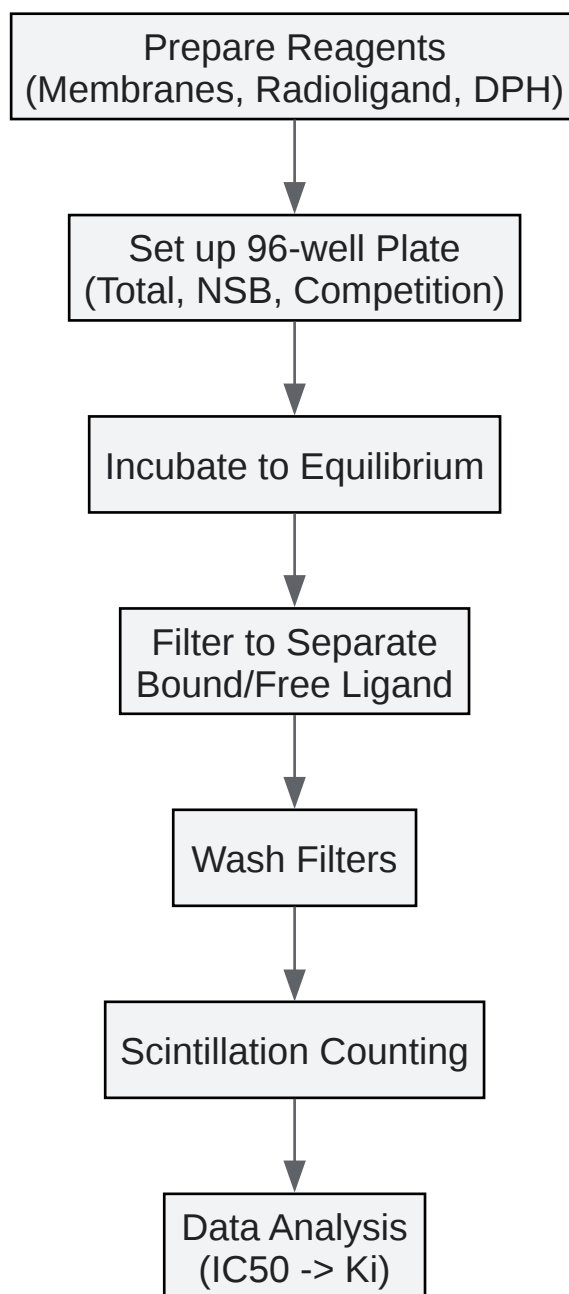 Prepare Reagents
(Membranes, Radioligand, DPH)
Set up 96-well Plate
(Total, NSB, Competition)
Incubate to Equilibrium
Filter to Separate
Bound/Free Ligand
Wash Filters
Scintillation Counting
Data Analysis
(IC50 -> Ki)